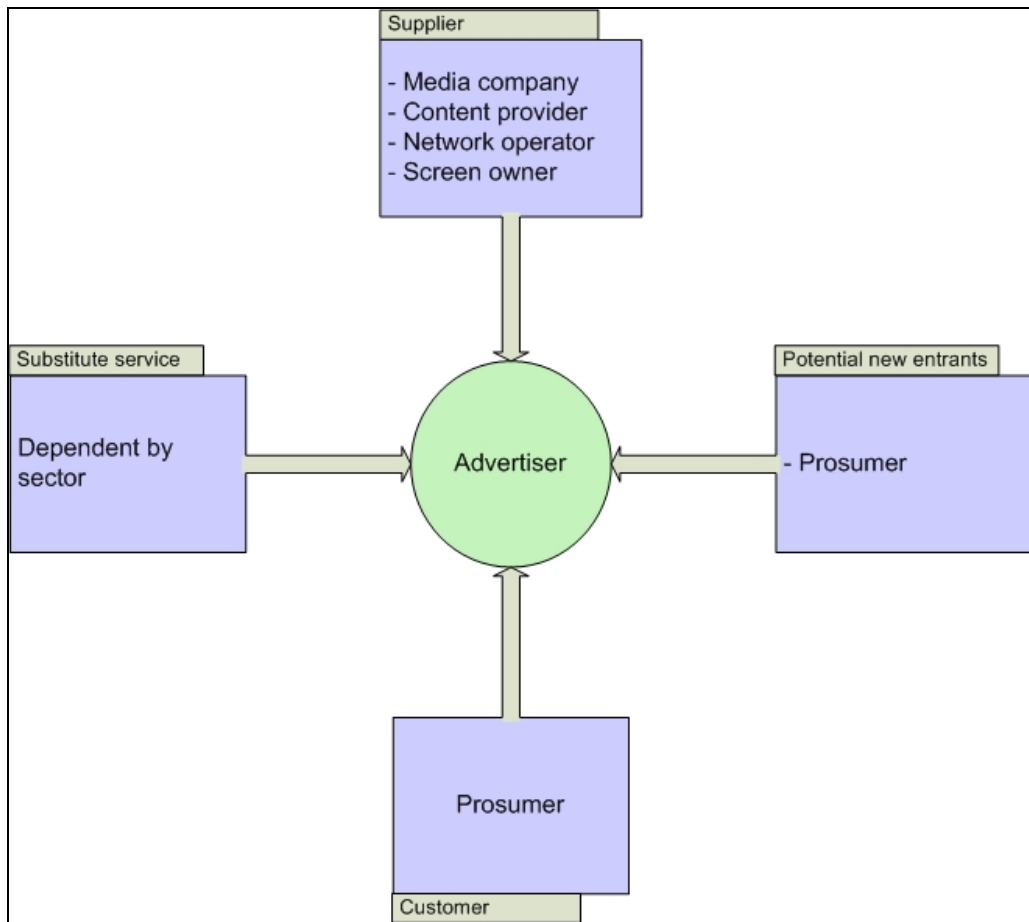 Supplier
- Media company
- Content provider
- Network operator
- Screen owner
Substitute service
Dependent by
sector
Advertiser
Potential new entrants
- Prosumer
Prosumer
Customer